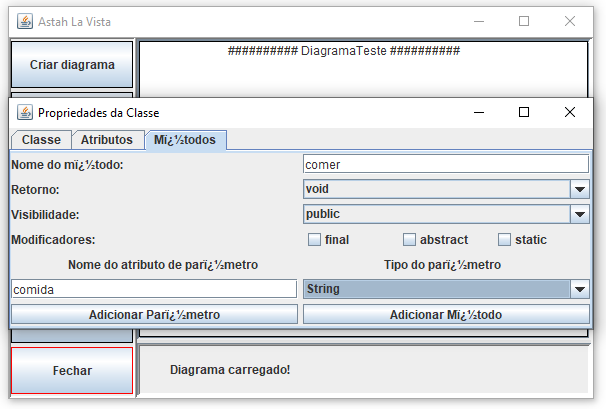 Astah La Vista
Criar diagrama
########## DiagramaTeste ##########
Propriedades da Classe
Classe Atributos Mï¿½todos
Nome do mï¿½todo: comer
Retorno: void
Visibilidade: public
Modificadores: final abstract static
Nome do atributo de parï¿½metro Tipo do parï¿½metro
comida String
Adicionar Parï¿½metro Adicionar Mï¿½todo
Fechar Diagrama carregado!